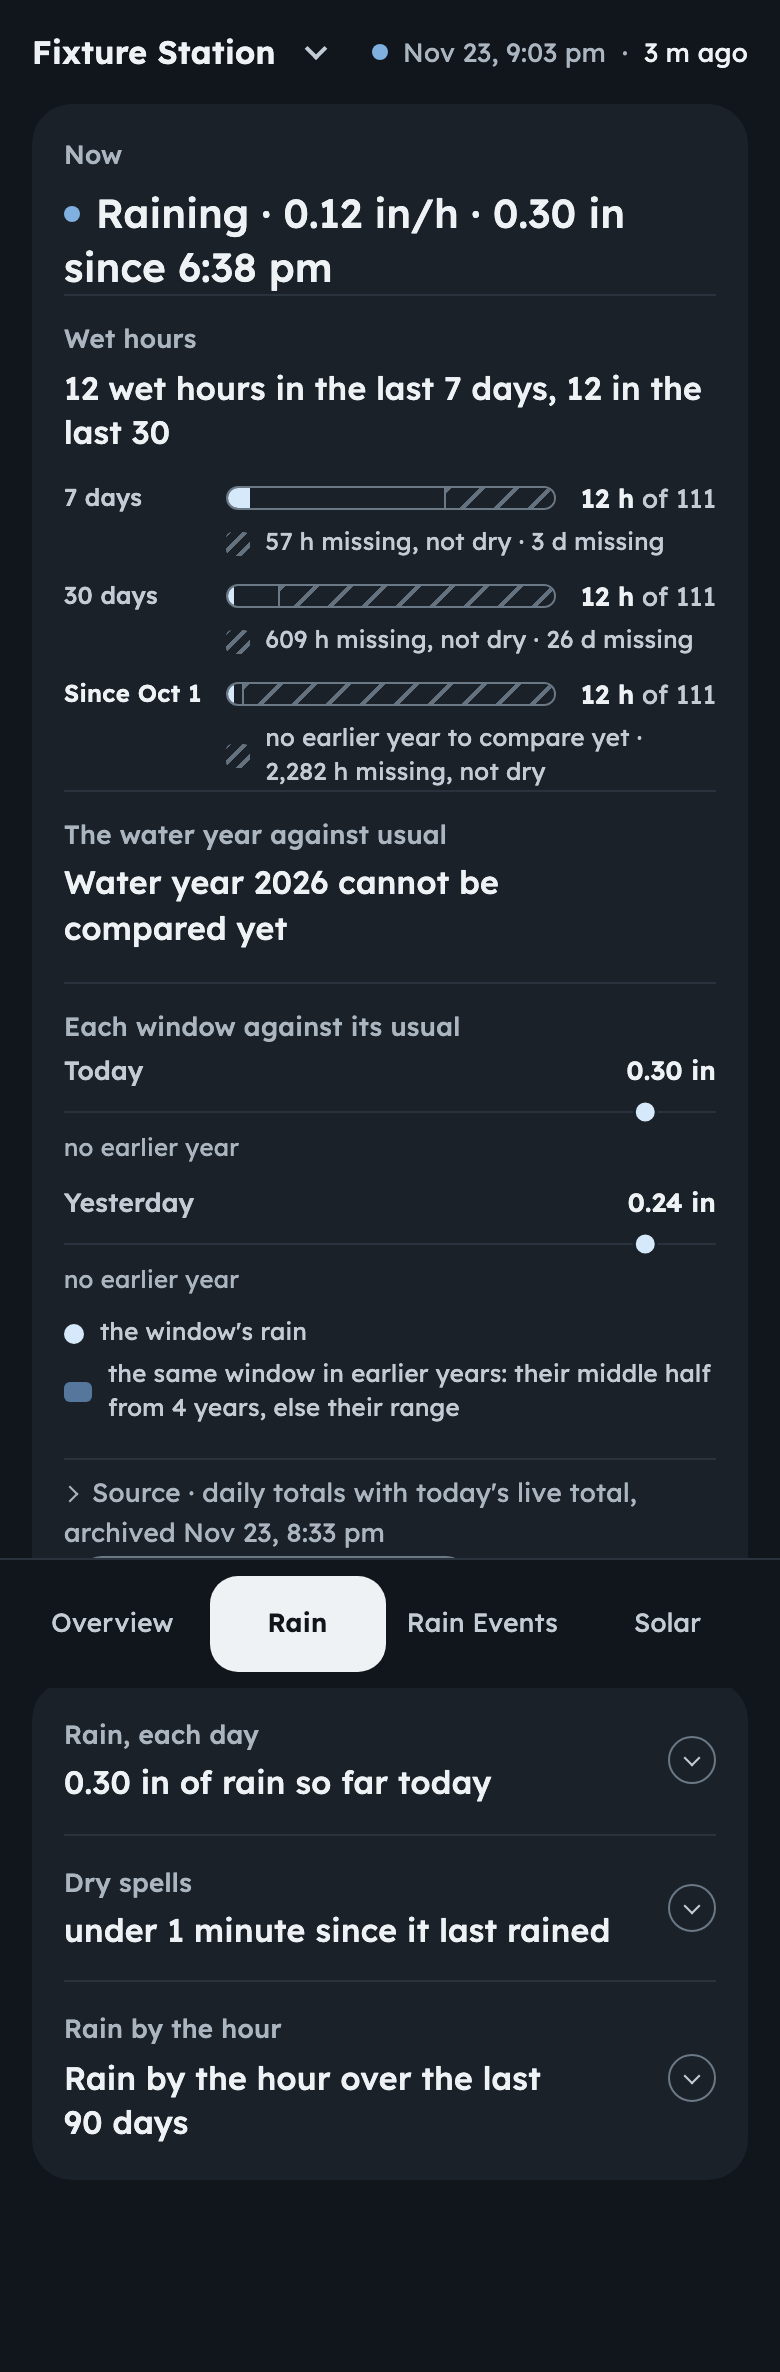 Fixture Station
Nov 23, 9:03 pm · 3 m ago
Now
Raining · 0.12 in/h · 0.30 in
since 6:38 pm
Wet hours
12 wet hours in the last 7 days, 12 in the
last 30
7 days
12 h of 111
57 h missing, not dry · 3 d missing
30 days
12 h of 111
609 h missing, not dry · 26 d missing
Since Oct 1
12 h of 111
no earlier year to compare yet ·
2,282 h missing, not dry
The water year against usual
Water year 2026 cannot be
compared yet
Each window against its usual
Today
0.30 in
no earlier year
Yesterday
0.24 in
no earlier year
the window's rain
the same window in earlier years: their middle half
from 4 years, else their range
Source · daily totals with today's live total,
archived Nov 23, 8:33 pm
Overview
Rain
Rain Events
Solar
Rain, each day
0.30 in of rain so far today
Dry spells
under 1 minute since it last rained
Rain by the hour
Rain by the hour over the last
90 days